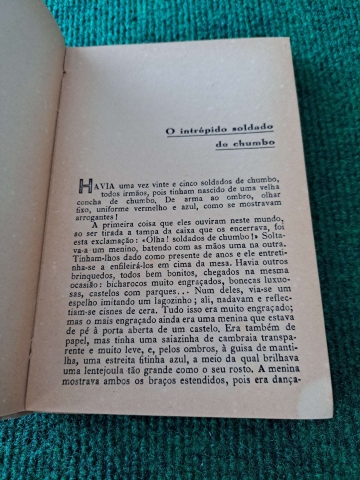 O intrépido soldado
de chumbo
HAVIA uma vez vinte e cinco soldados de chumbo,
todos irmãos, pois tinham nascido de uma velha
concha de chumbo. De arma ao ombro, olhar
fixo, uniforme vermelho e azul, como se mostravam
arrogantes!
A primeira coisa que eles ouviram neste mundo,
ao ser tirada a tampa da caixa que os encerrava, foi
esta exclamação: «Olha! soldados de chumbo!» Solta-
va-a um menino, batendo com as mãos uma na outra.
Tinham-lhos dado como presente de anos e ele entreti-
nha-se a enfileirá-los em cima da mesa. Havia outros
brinquedos, todos bem bonitos, chegados na mesma
ocasião: bicharocos muito engraçados, bonecas luxuo-
sas, castelos com parques... Num deles, via-se um
espelho imitando um lagozinho; ali, nadavam e reflec-
tiam-se cisnes de cera. Tudo isso era muito engraçado;
mas o mais engraçado ainda era uma menina que estava
de pé à porta aberta de um castelo. Era também de
papel, mas tinha uma saiazinha de cambraia transpa-
rente e muito leve, e, pelos ombros, à guisa de manti-
lha, uma estreita fitinha azul, a meio da qual brilhava
uma lentejoula tão grande como o seu rosto. A menina
mostrava ambos os braços estendidos, pois era dança-